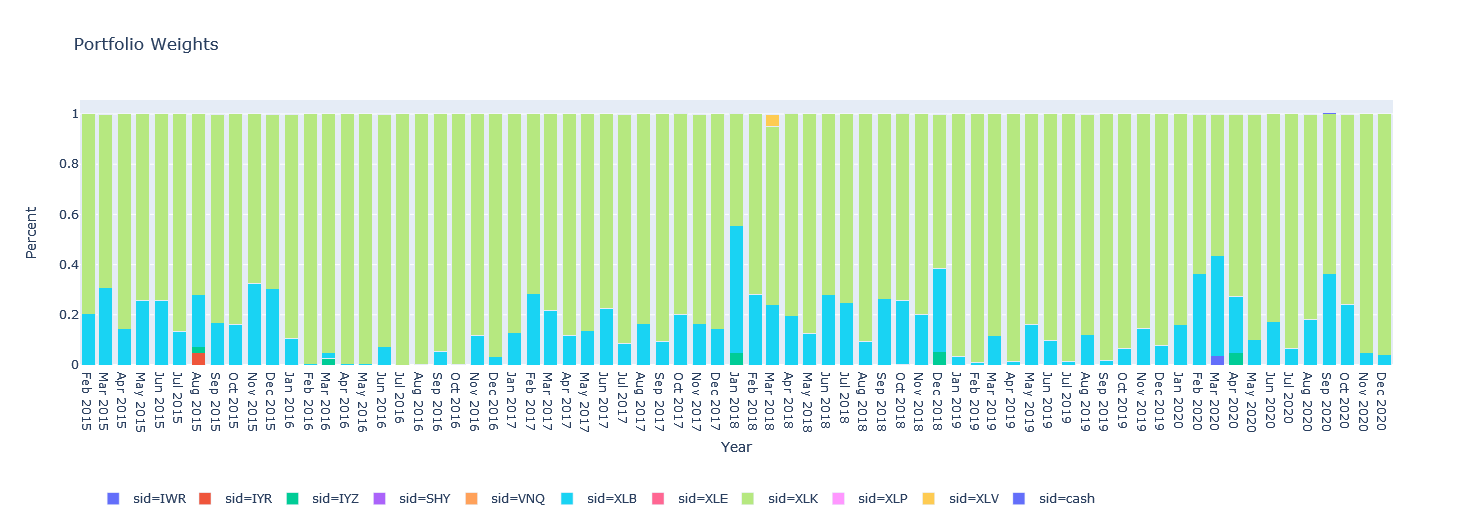 Portfolio Weights
1
0.8
0.6
0.4
0.2
0
Percent
Feb 2015
Mar 2015
Apr 2015
May 2015
Jun 2015
Jul 2015
Aug 2015
Sep 2015
Oct 2015
Nov 2015
Dec 2015
Jan 2016
Feb 2016
Mar 2016
Apr 2016
May 2016
Jun 2016
Jul 2016
Aug 2016
Sep 2016
Oct 2016
Nov 2016
Dec 2016
Jan 2017
Feb 2017
Mar 2017
Apr 2017
May 2017
Jun 2017
Jul 2017
Aug 2017
Sep 2017
Oct 2017
Nov 2017
Dec 2017
Jan 2018
Feb 2018
Mar 2018
Apr 2018
May 2018
Jun 2018
Jul 2018
Aug 2018
Sep 2018
Oct 2018
Nov 2018
Dec 2018
Jan 2019
Feb 2019
Mar 2019
Apr 2019
May 2019
Jun 2019
Jul 2019
Aug 2019
Sep 2019
Oct 2019
Nov 2019
Dec 2019
Jan 2020
Feb 2020
Mar 2020
Apr 2020
May 2020
Jun 2020
Jul 2020
Aug 2020
Sep 2020
Oct 2020
Nov 2020
Dec 2020
Year
sid=IWR sid=IYR sid=IYZ sid=SHY sid=VNQ sid=XLB sid=XLE sid=XLK sid=XLP sid=XLV sid=cash